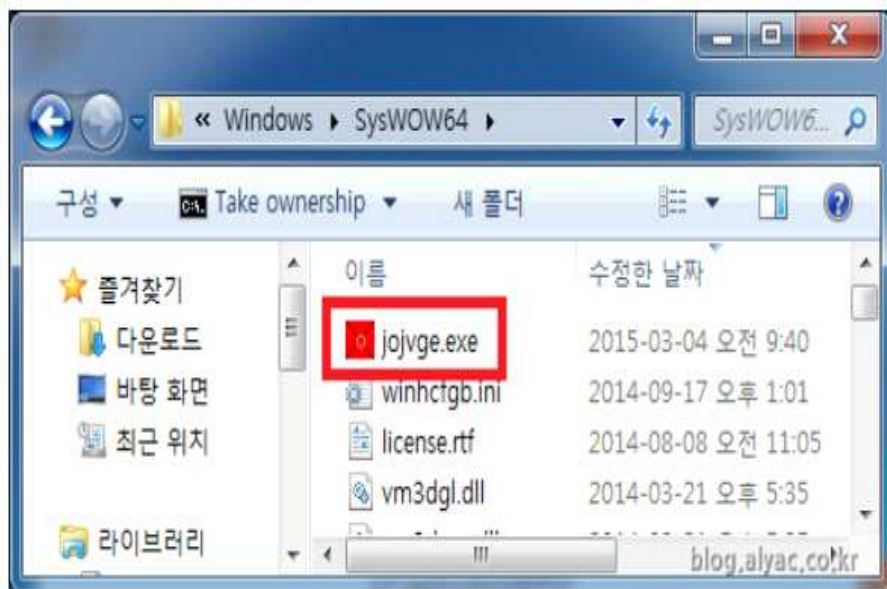 « Windows ▸ SysWOW64 ▸
SysWOW6...
구성 ▾ Take ownership ▾ 새 폴더
즐겨찾기
다운로드
바탕 화면
최근 위치
라이브러리
이름 수정한 날짜
jojvge.exe 2015-03-04 오전 9:40
winhcfgb.ini 2014-09-17 오후 1:01
license.rtf 2014-08-08 오전 11:05
vm3dgl.dll 2014-03-21 오후 5:35
blog.alyac.co.kr